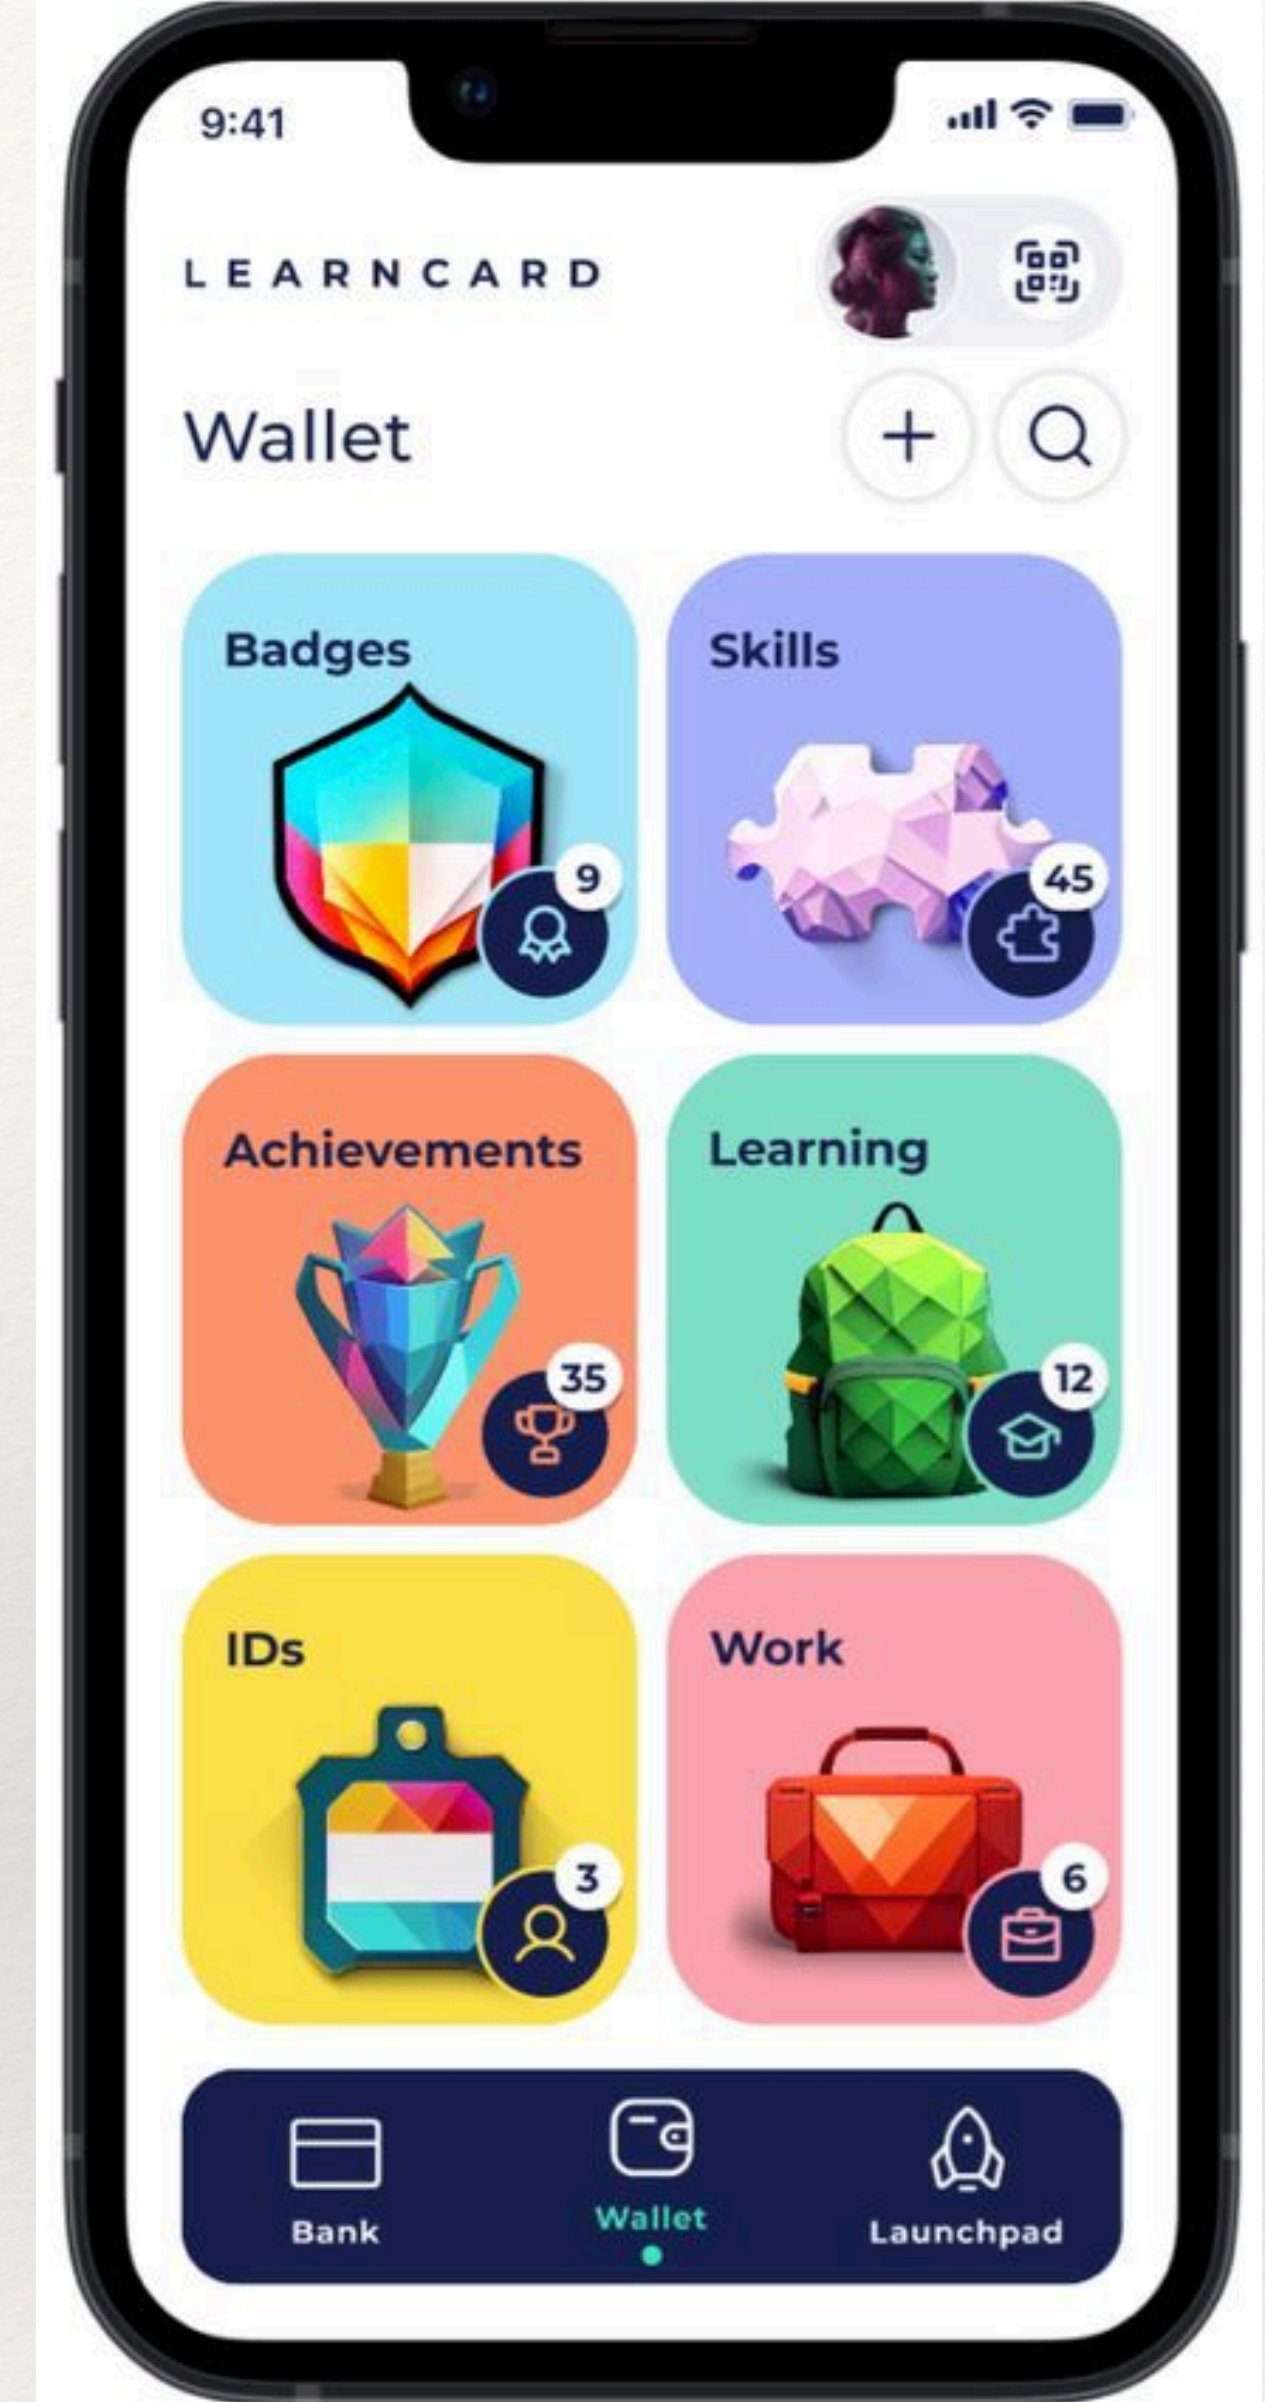 9:41
LEARNCARD
Wallet
Badges
9
Skills
45
Achievements
35
Learning
12
IDs
3
Work
6
Bank
Wallet
Launchpad